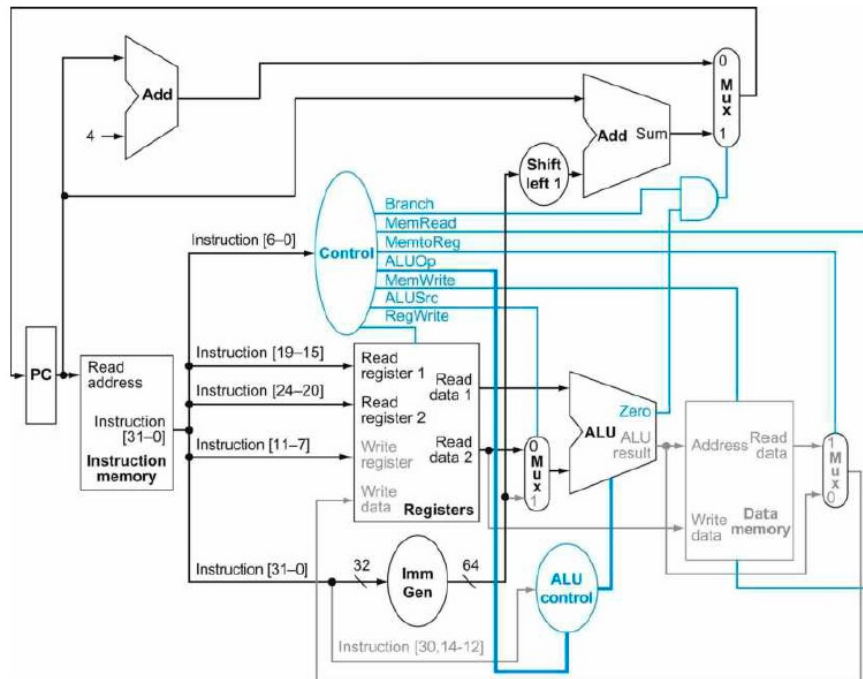 0
Mux
1
Add
4
Add Sum
Shift
left 1
Branch
MemRead
MemtoReg
ALUOp
MemWrite
ALUSrc
RegWrite
Control
Instruction [6–0]
PC
Read
address
Instruction
[31–0]
Instruction
memory
Instruction [19–15]
Instruction [24–20]
Instruction [11–7]
Instruction [31–0]
Read
register 1
Read
register 2
Write
register
Write
data
Read
data 1
Read
data 2
Registers
0
Mux
1
Zero
ALU
ALU
result
Address
Read
data
Write
data
Data
memory
1
Mux
0
32
Imm
Gen
64
ALU
control
Instruction [30,14-12]